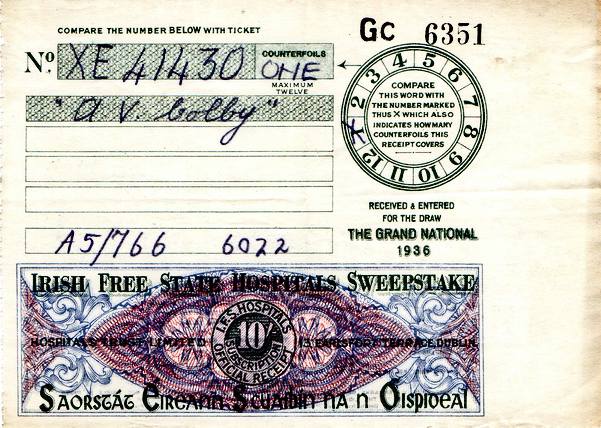 COMPARE THE NUMBER BELOW WITH TICKET
GC 6351
No. XE 41430
COUNTERFOILS
ONE
MAXIMUM
TWELVE
"A V Colby"
1 2 3 4 5 6 7 8 9 10 11 12
X
COMPARE
THIS WORD WITH
THE NUMBER MARKED
THUS X WHICH ALSO
INDICATES HOW MANY
COUNTERFOILS THIS
RECEIPT COVERS
RECEIVED & ENTERED
FOR THE DRAW
THE GRAND NATIONAL
1936
A5/766 6022
IRISH FREE STATE HOSPITALS SWEEPSTAKE
I.F.S. HOSPITALS
10/-
SUBSCRIPTION
OFFICIAL RECEIPT
HOSPITALS TRUST LIMITED 13 EARLSFORT TERRACE, DUBLIN.
Saorstát Éireann Scuaibín na n Ospidéal